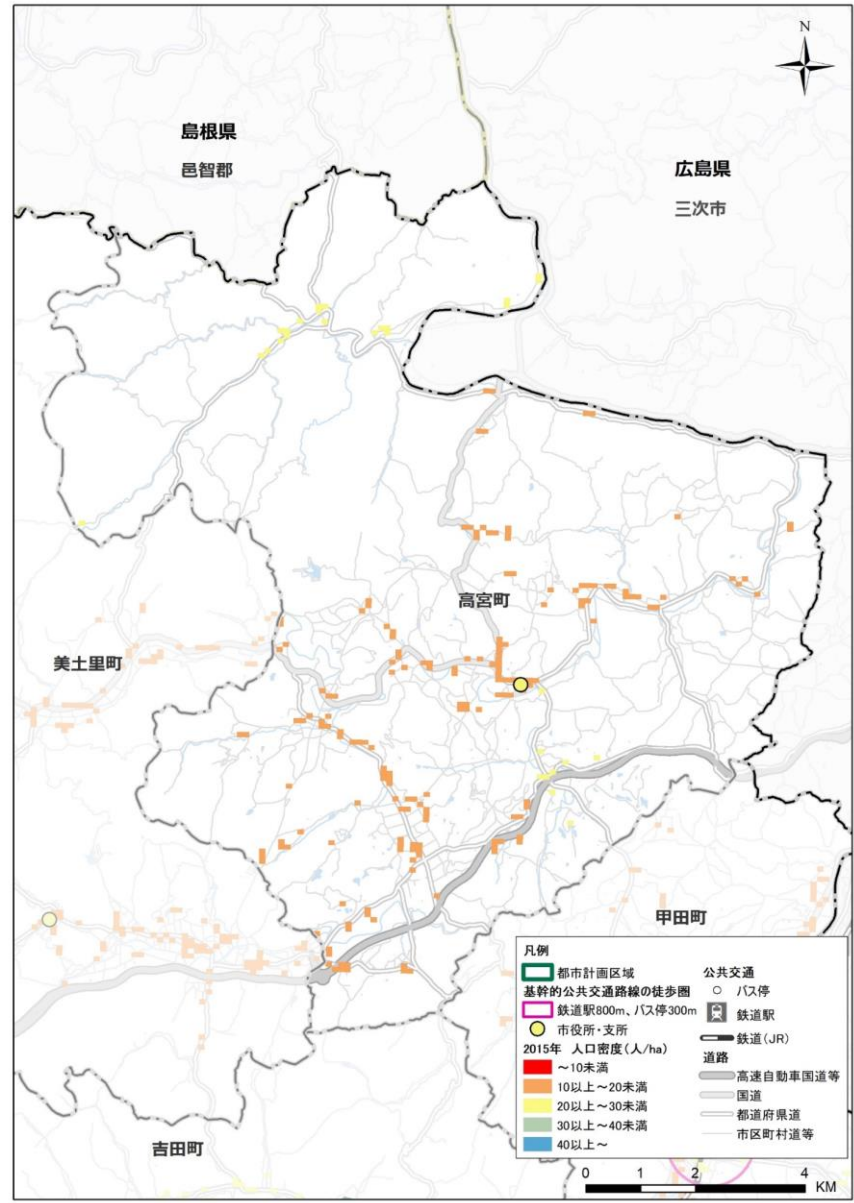 N
島根県
邑智郡
広島県
三次市
高宮町
美土里町
甲田町
吉田町
凡例
都市計画区域
基幹的公共交通路線の徒歩圏
鉄道駅800m、バス停300m
市役所・支所
2015年 人口密度(人/ha)
～10未満
10以上～20未満
20以上～30未満
30以上～40未満
40以上～
公共交通
バス停
鉄道駅
鉄道(JR)
道路
高速自動車国道等
国道
都道府県道
市区町村道等
0 1 2 4
KM